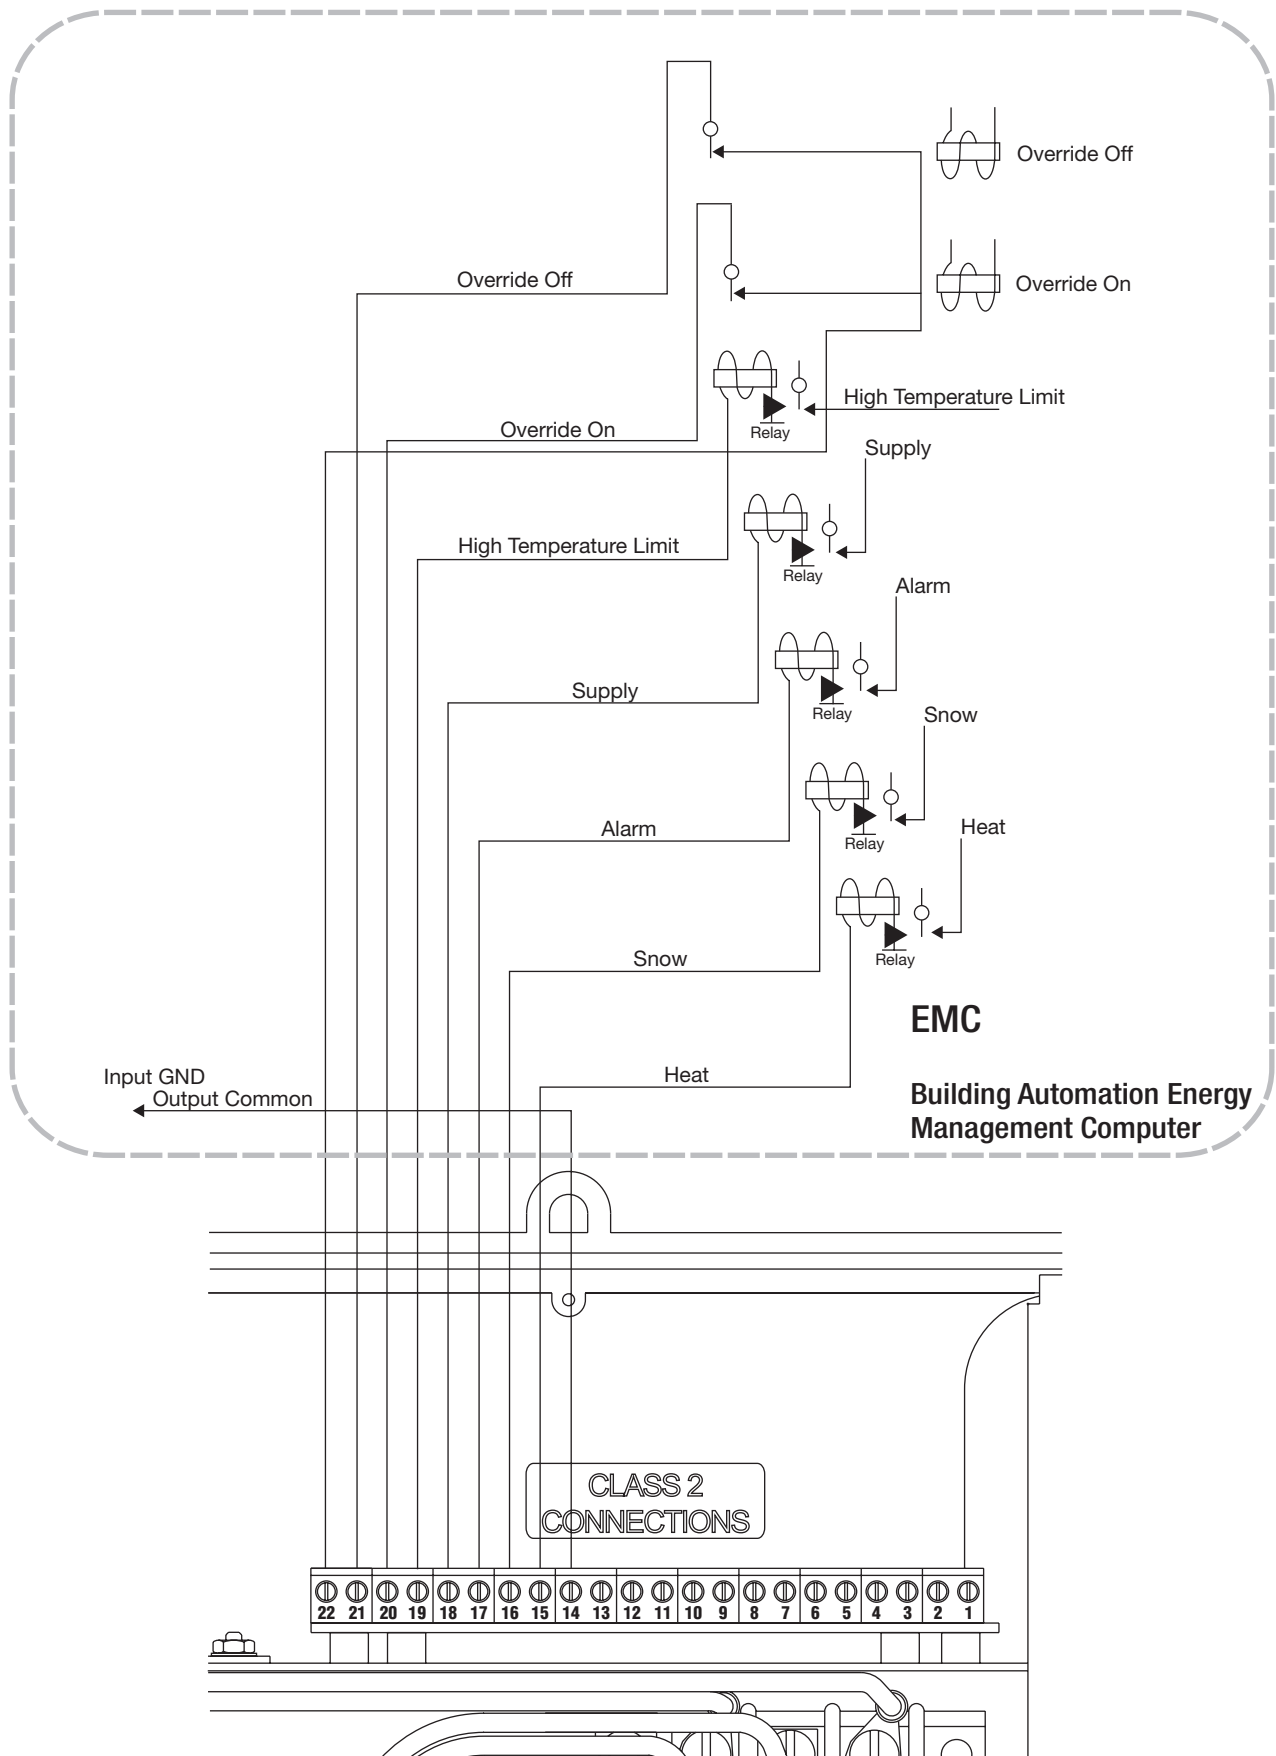 Override Off
Override Off
Override On
Override On
High Temperature Limit
Relay
Supply
High Temperature Limit
Relay
Alarm
Supply
Relay
Snow
Alarm
Relay
Heat
Snow
Relay
EMC
Heat
Input GND
Output Common
Building Automation Energy
Management Computer
CLASS 2
CONNECTIONS
22 21 20 19 18 17 16 15 14 13 12 11 10 9 8 7 6 5 4 3 2 1